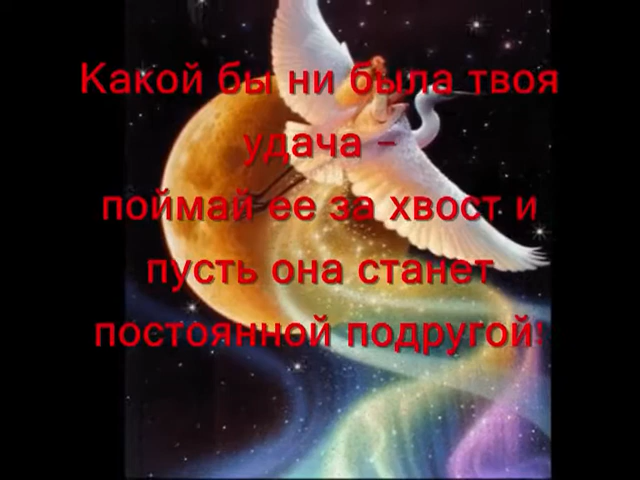 Какой бы ни была твоя
удача -
поймай ее за хвост и
пусть она станет
постоянной подругой!